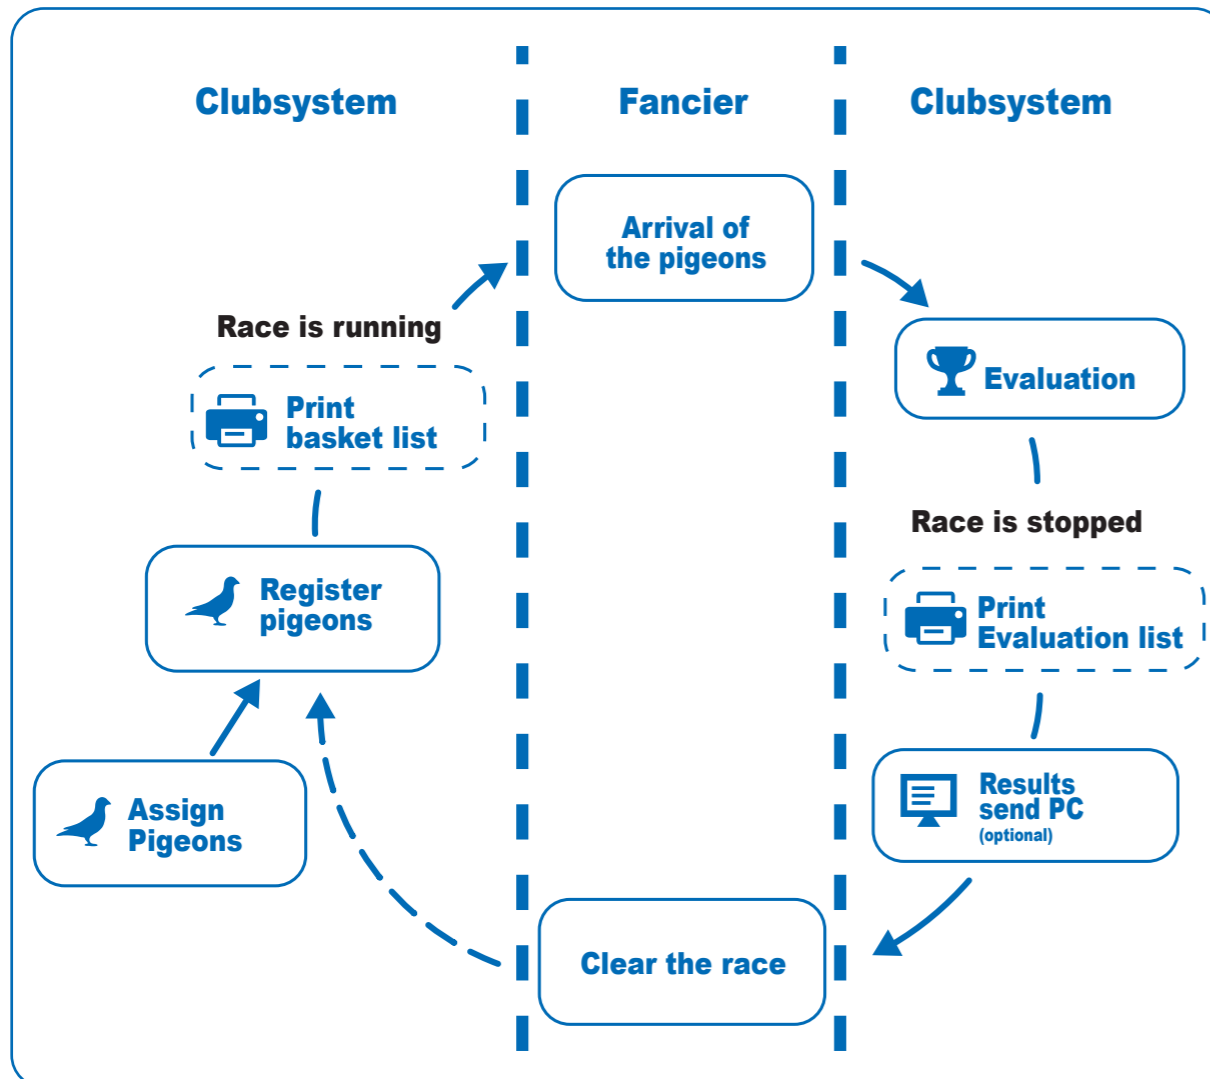 Clubsystem
Fancier
Clubsystem
Arrival of
the pigeons
Race is running
Print
basket list
Register
pigeons
Assign
Pigeons
Evaluation
Race is stopped
Print
Evaluation list
Results
send PC
(optional)
Clear the race